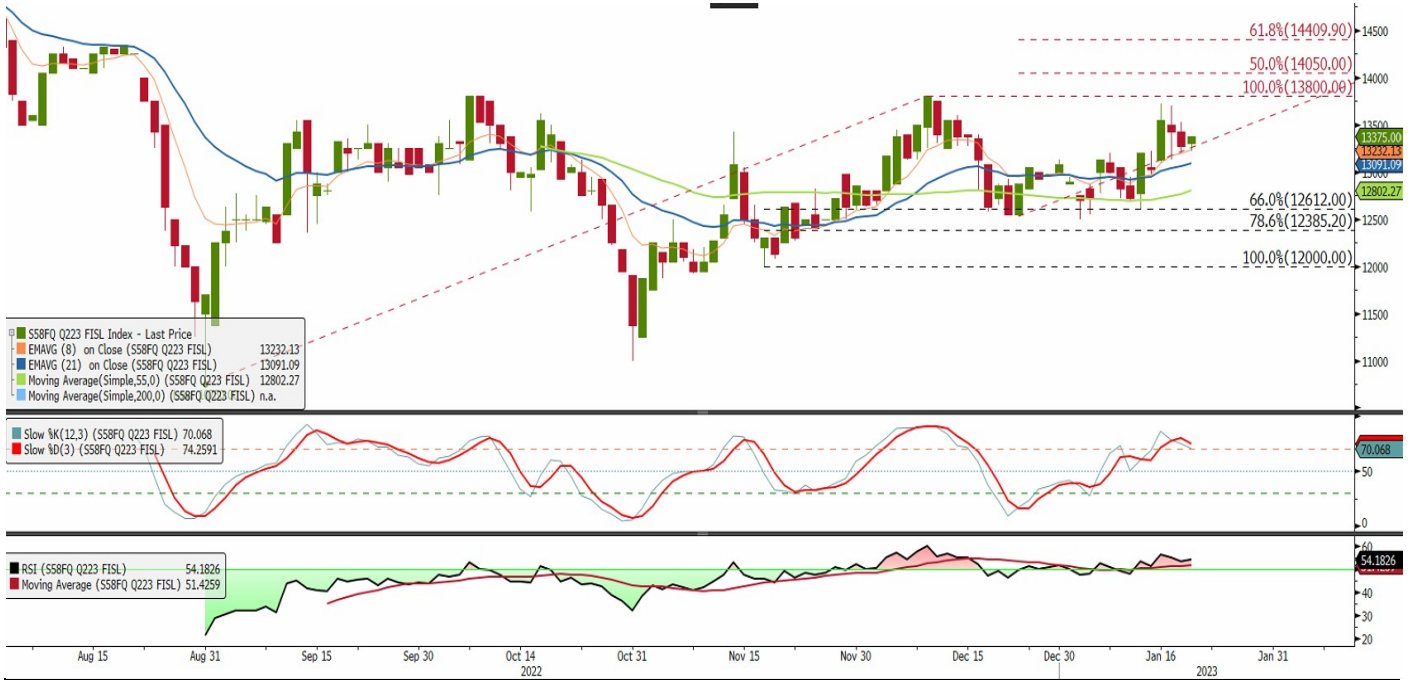 61.8%(14409.90)
14500
50.0%(14050.00)
14000
100.0%(13800.00)
13500
13375.00
13232.13
13091.09
13000
12802.27
66.0%(12612.00)
12500
78.6%(12385.20)
100.0%(12000.00)
12000
11500
11000
S58FQ Q223 FISL Index - Last Price
EMAVG (8) on Close (S58FQ Q223 FISL) 13232.13
EMAVG (21) on Close (S58FQ Q223 FISL) 13091.09
Moving Average(Simple,55,0) (S58FQ Q223 FISL) 12802.27
Moving Average(Simple,200,0) (S58FQ Q223 FISL) n.a.
Slow %K(12,3) (S58FQ Q223 FISL) 70.068
Slow %D(3) (S58FQ Q223 FISL) 74.2591
70.068
50
0
RSI (S58FQ Q223 FISL) 54.1826
Moving Average (S58FQ Q223 FISL) 51.4259
60
54.1826
40
30
20
Aug 15 Aug 31 Sep 15 Sep 30 Oct 14 Oct 31 Nov 15 Nov 30 Dec 15 Dec 30 Jan 16 Jan 31
2022 2023